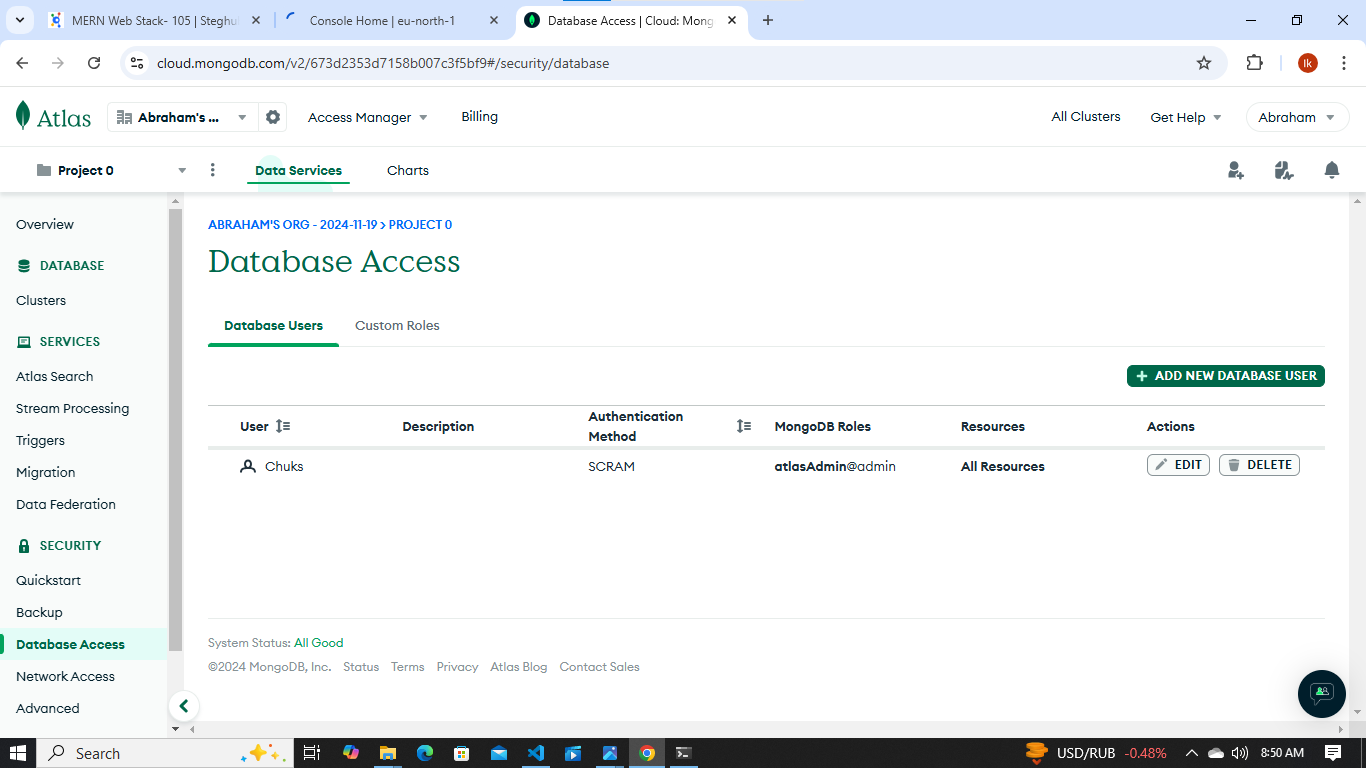 MERN Web Stack- 105 | Steghu
Console Home | eu-north-1
Database Access | Cloud: Mong
cloud.mongodb.com/v2/673d2353d7158b007c3f5bf9#/security/database
lk
Atlas
Abraham's ...
Access Manager
Billing
All Clusters
Get Help
Abraham
Project 0
Data Services
Charts
Overview
DATABASE
Clusters
SERVICES
Atlas Search
Stream Processing
Triggers
Migration
Data Federation
SECURITY
Quickstart
Backup
Database Access
Network Access
Advanced
ABRAHAM'S ORG - 2024-11-19 > PROJECT 0
Database Access
Database Users
Custom Roles
+ ADD NEW DATABASE USER
User
Description
Authentication
Method
MongoDB Roles
Resources
Actions
Chuks
SCRAM
atlasAdmin@admin
All Resources
EDIT
DELETE
System Status: All Good
©2024 MongoDB, Inc.
Status
Terms
Privacy
Atlas Blog
Contact Sales
Search
USD/RUB
-0.48%
8:50 AM